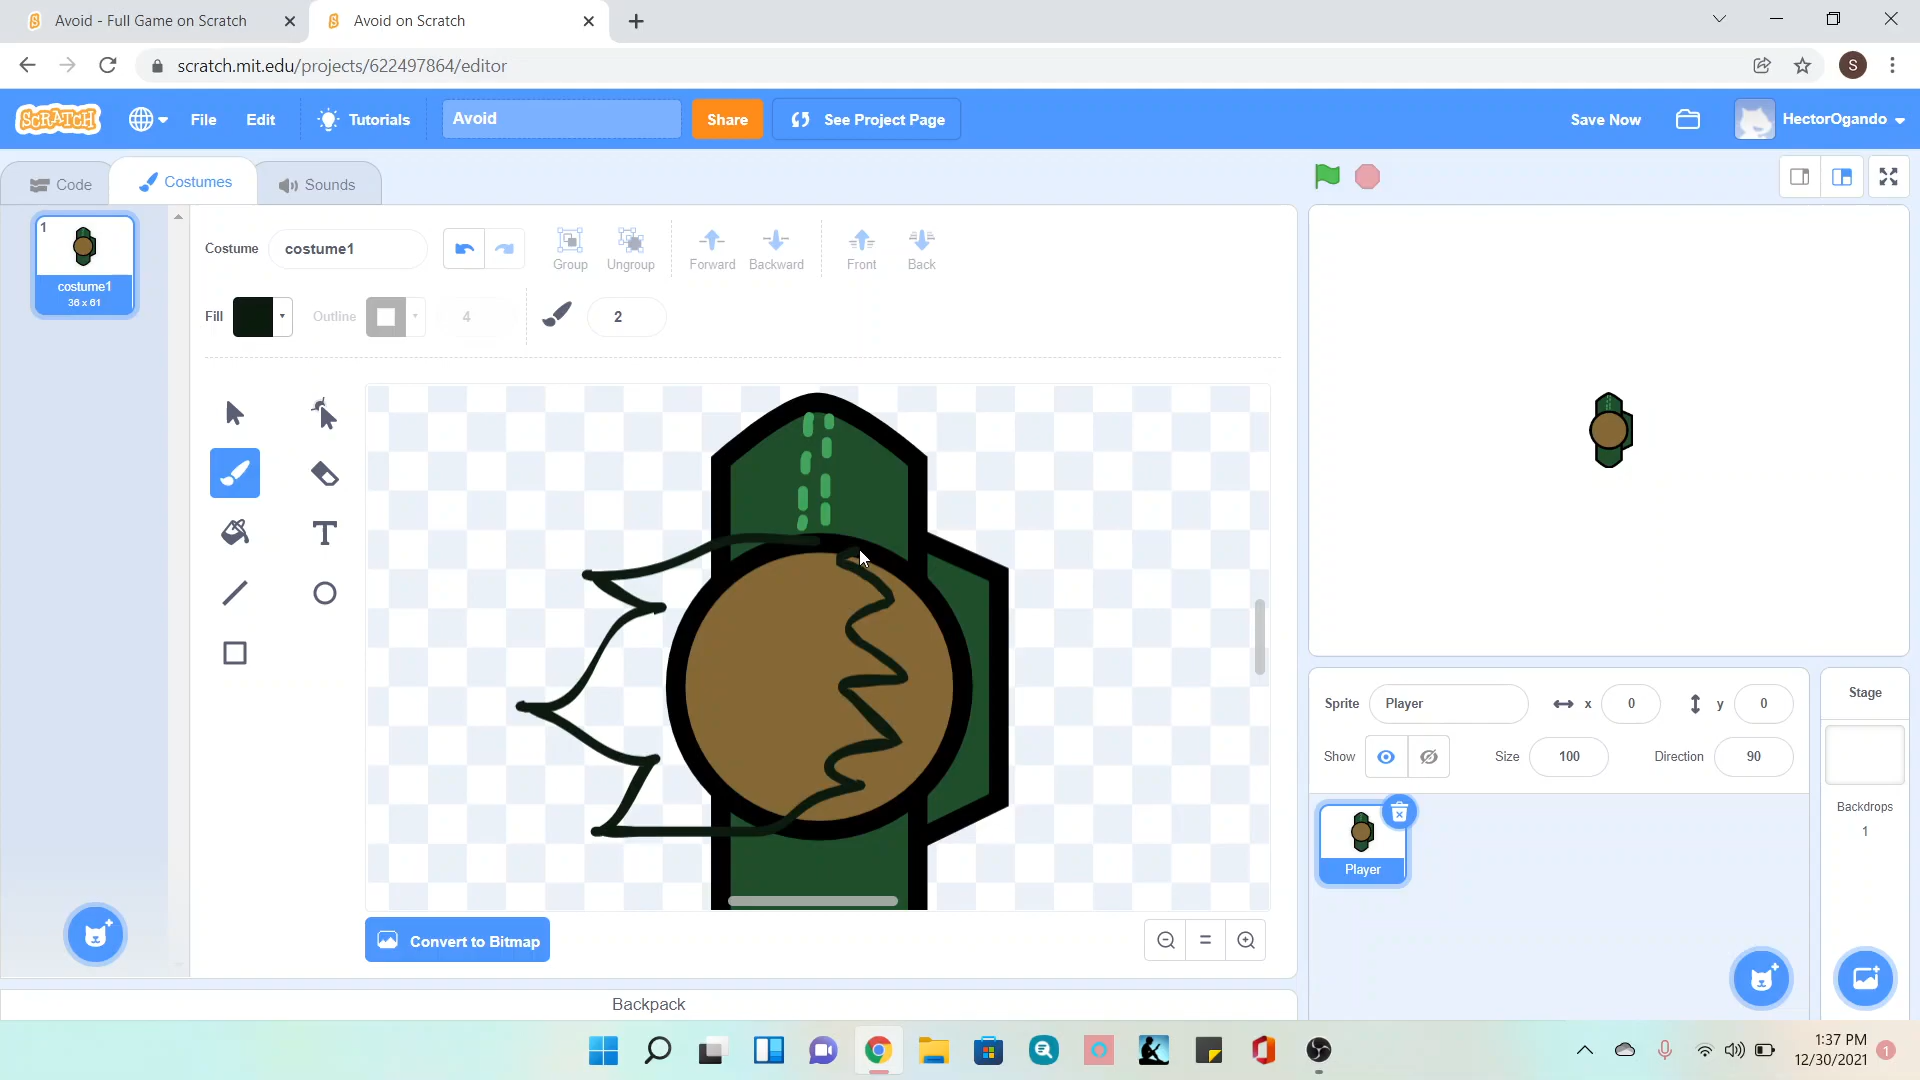 Avoid - Full Game on Scratch
Avoid on Scratch
scratch.mit.edu/projects/622497864/editor
S
SCRATCH
File
Edit
Tutorials
Avoid
Share
See Project Page
Save Now
HectorOgando
Code
Costumes
Sounds
1
costume1
36 x 61
Costume
costume1
Group
Ungroup
Forward
Backward
Front
Back
Fill
Outline
4
2
T
Convert to Bitmap
Backpack
Sprite
Player
x
0
y
0
Show
Size
100
Direction
90
Player
Stage
Backdrops
1
1:37 PM
12/30/2021
1